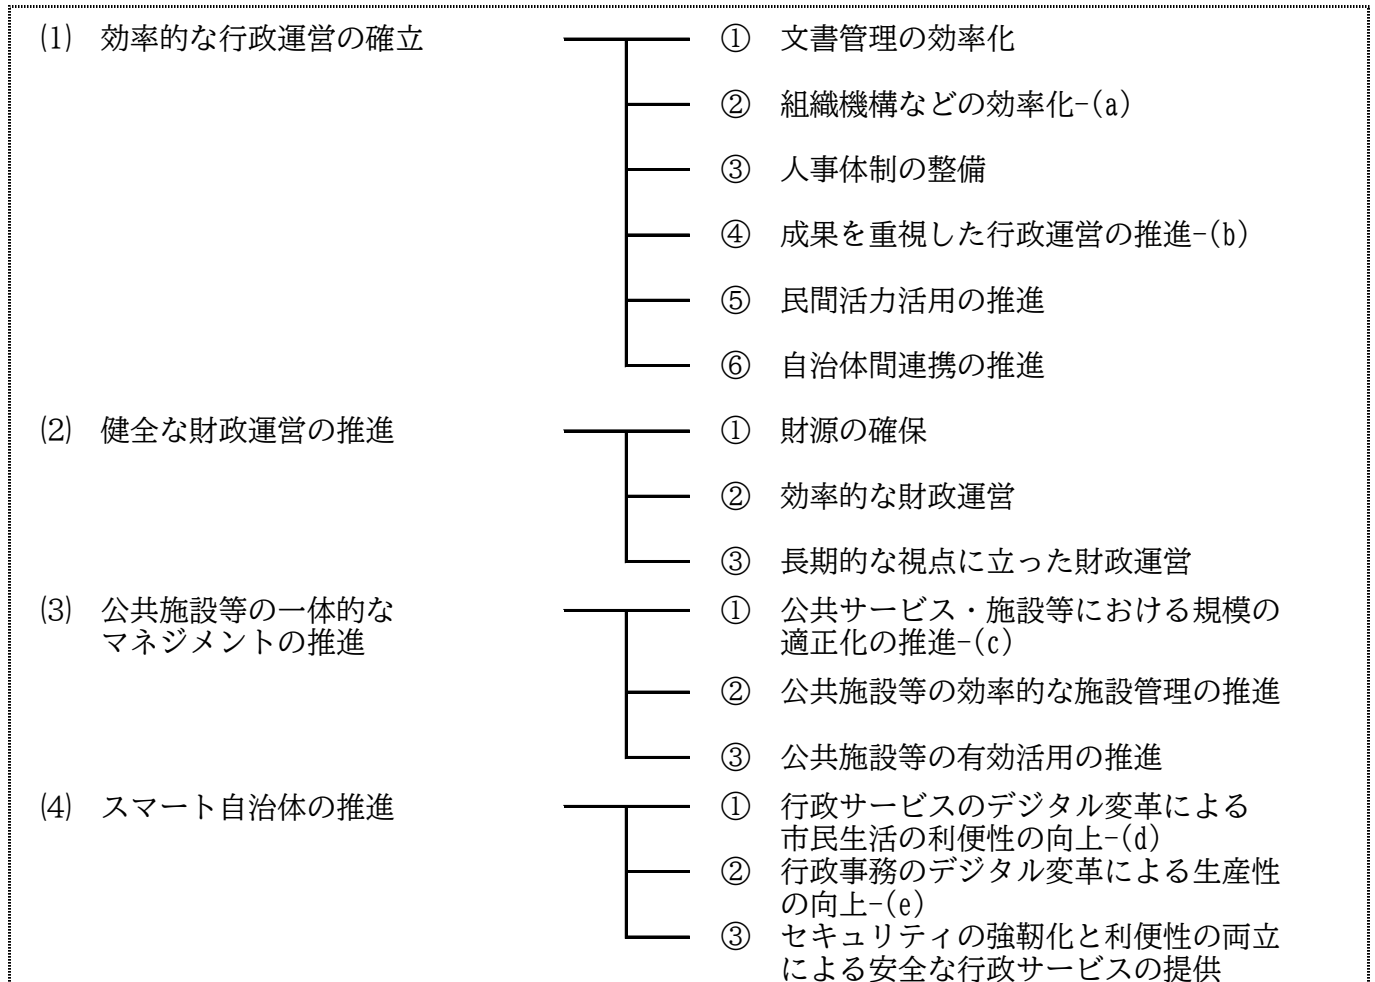 ⑴ 効率的な行政運営の確立 ① 文書管理の効率化
② 組織機構などの効率化-(a)
③ 人事体制の整備
④ 成果を重視した行政運営の推進-(b)
⑤ 民間活力活用の推進
⑥ 自治体間連携の推進
⑵ 健全な財政運営の推進 ① 財源の確保
② 効率的な財政運営
③ 長期的な視点に立った財政運営
⑶ 公共施設等の一体的な ① 公共サービス・施設等における規模の
マネジメントの推進 適正化の推進-(c)
② 公共施設等の効率的な施設管理の推進
③ 公共施設等の有効活用の推進
⑷ スマート自治体の推進 ① 行政サービスのデジタル変革による
市民生活の利便性の向上-(d)
② 行政事務のデジタル変革による生産性
の向上-(e)
③ セキュリティの強靭化と利便性の両立
による安全な行政サービスの提供